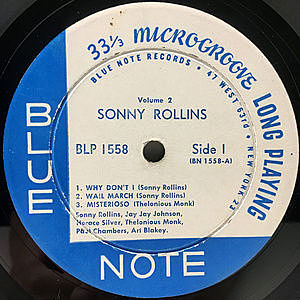 33⅓ MICROGROOVE LONG PLAYING
BLUE NOTE RECORDS • 47 WEST 63rd • NEW YORK 23
Volume 2
SONNY ROLLINS
BLP 1558
Side 1
(BN 1558-A)
1. WHY DON'T I (Sonny Rollins)
2. WAIL MARCH (Sonny Rollins)
3. MISTERIOSO (Thelonious Monk)
Sonny Rollins, Jay Jay Johnson,
Horace Silver, Thelonious Monk,
Paul Chambers, Art Blakey.
BLUE
NOTE